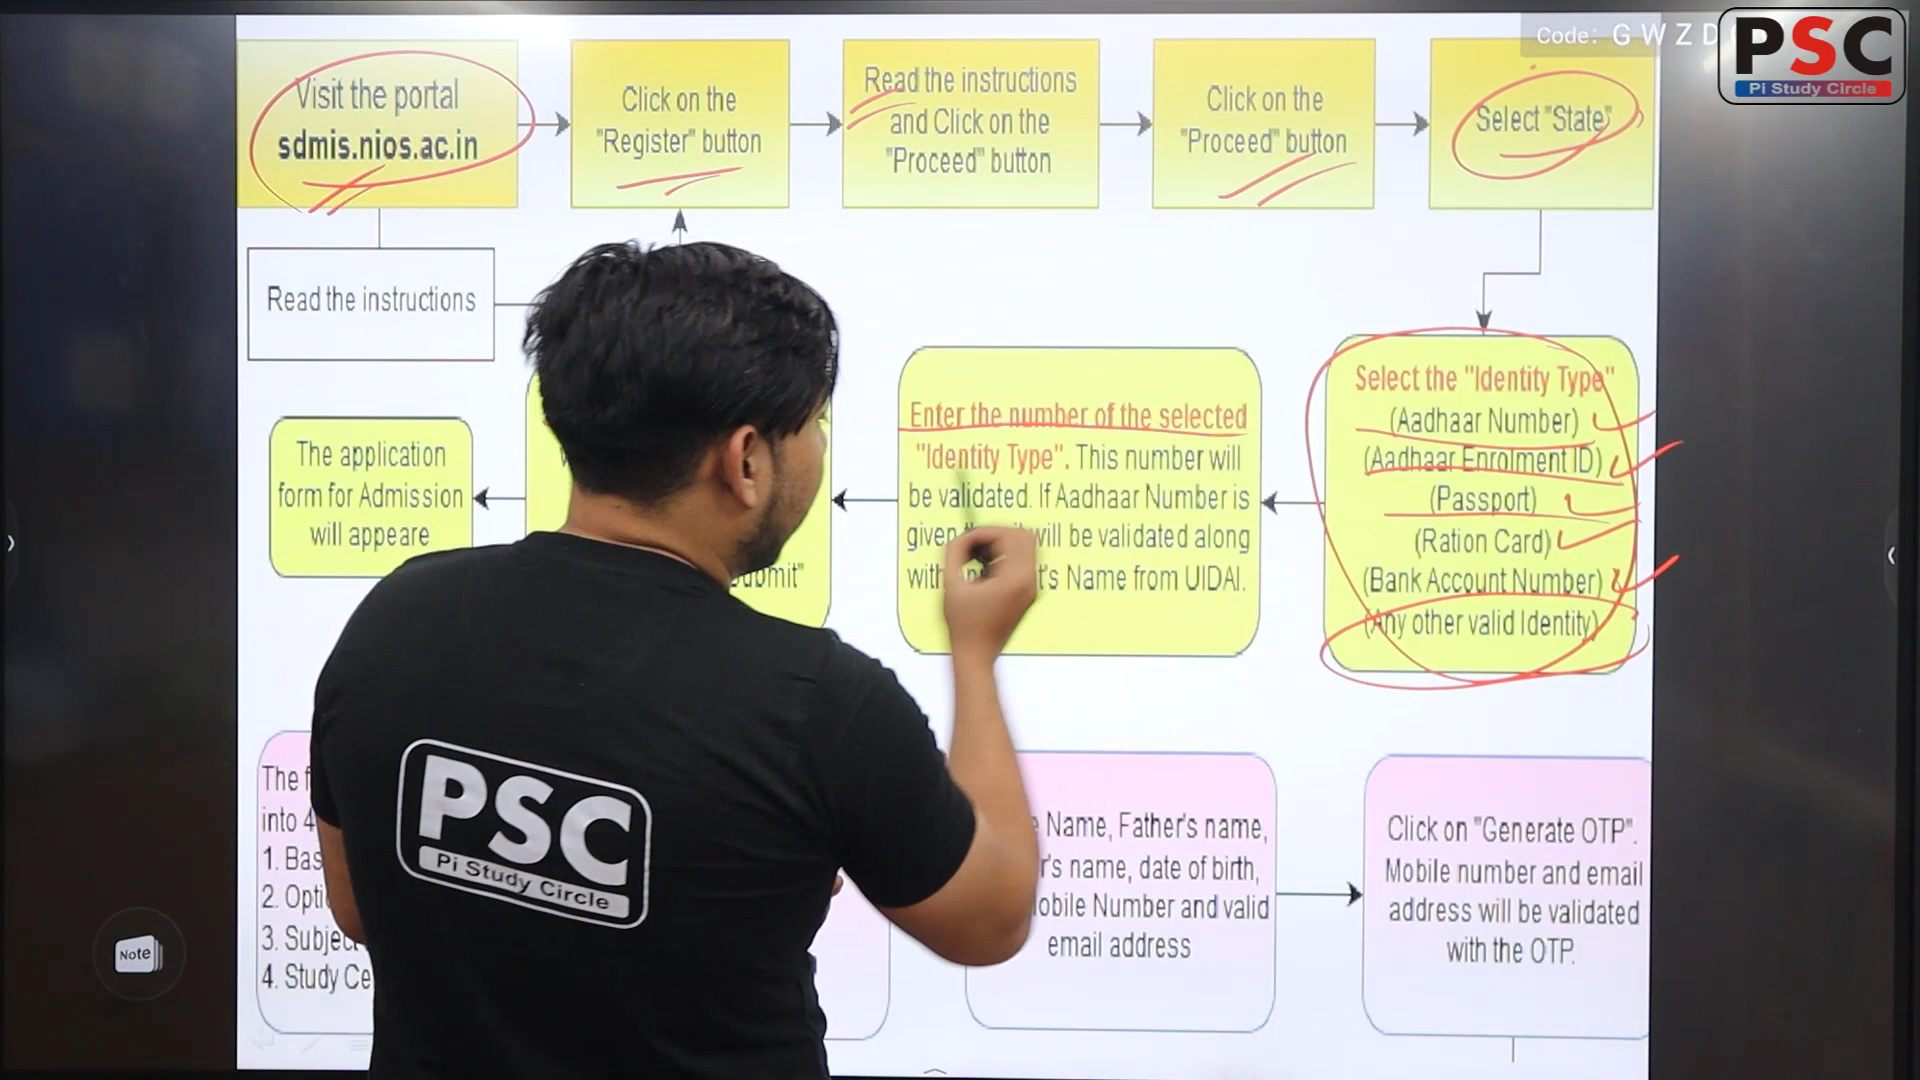 Code: G W Z D
PSC
Pi Study Circle
Visit the portal
sdmis.nios.ac.in
Click on the
"Register" button
Read the instructions
and Click on the
"Proceed" button
Click on the
"Proceed" button
Select "State"
Read the instructions
Select the "Identity Type"
(Aadhaar Number)
(Aadhaar Enrolment ID)
(Passport)
(Ration Card)
(Bank Account Number)
(Any other valid Identity)
Enter the number of the selected
"Identity Type". This number will
be validated. If Aadhaar Number is
given will be validated along
with Name from UIDAI.
The application
form for Admission
will appeare
The
into 4
1.
2.
3. Subject
4. Study
Name, Father's name,
name, date of birth,
Mobile Number and valid
email address
Click on "Generate OTP".
Mobile number and email
address will be validated
with the OTP.
PSC
Pi Study Circle
Note